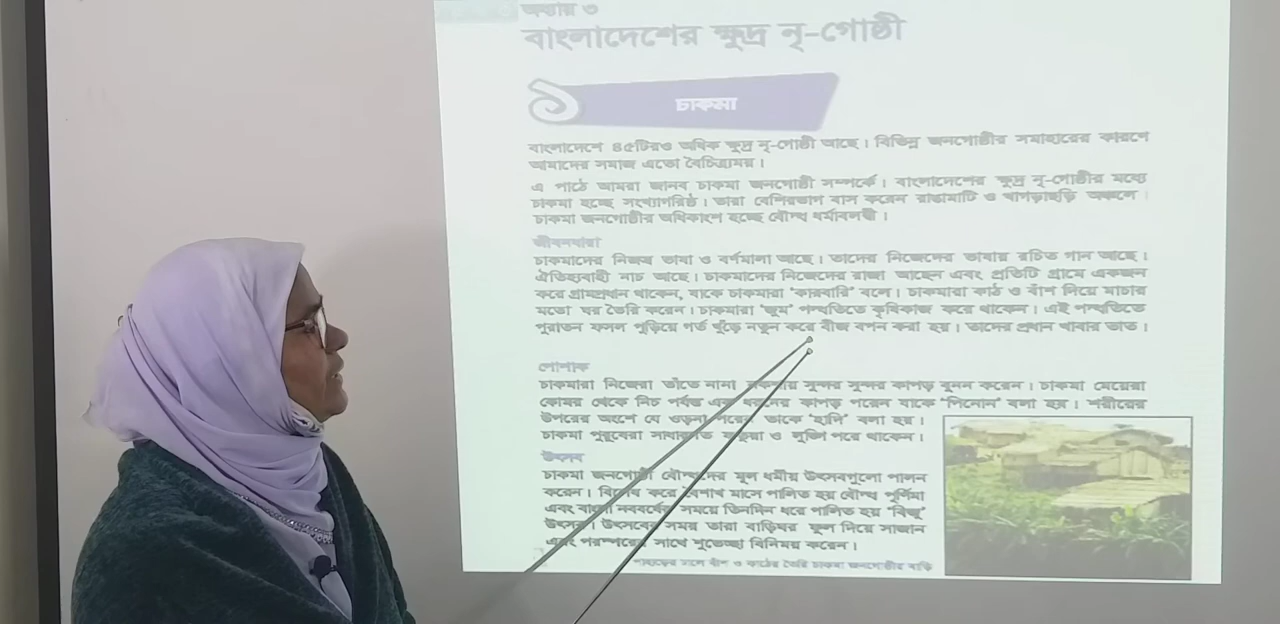 অধ্যায় ৩
বাংলাদেশের ক্ষুদ্র নৃ-গোষ্ঠী
১ চাকমা
বাংলাদেশে ৪৫টিরও অধিক ক্ষুদ্র নৃ-গোষ্ঠী আছে। বিভিন্ন জনগোষ্ঠীর সমাহারের কারণে
আমাদের সমাজ এতো বৈচিত্র্যময়।
এ পাঠে আমরা জানব চাকমা জনগোষ্ঠী সম্পর্কে। বাংলাদেশের ক্ষুদ্র নৃ-গোষ্ঠীর মধ্যে
চাকমা হচ্ছে সংখ্যাগরিষ্ঠ। তারা বেশিরভাগ বাস করেন রাঙামাটি ও খাগড়াছড়ি অঞ্চলে।
চাকমা জনগোষ্ঠীর অধিকাংশ হচ্ছে বৌদ্ধ ধর্মাবলম্বী।
জীবনধারা
চাকমাদের নিজস্ব ভাষা ও বর্ণমালা আছে। তাদের নিজেদের ভাষায় রচিত গান আছে।
ঐতিহ্যবাহী নাচ আছে। চাকমাদের নিজেদের রাজা আছেন এবং প্রতিটি গ্রামে একজন
করে গ্রামপ্রধান থাকেন, যাকে চাকমারা 'কারবারি' বলে। চাকমারা কাঠ ও বাঁশ দিয়ে মাচার
মতো ঘর তৈরি করেন। চাকমারা 'জুম' পদ্ধতিতে কৃষিকাজ করে থাকেন। এই পদ্ধতিতে
পুরাতন ফসল পুড়িয়ে গর্ত খুঁড়ে নতুন করে বীজ বপন করা হয়। তাদের প্রধান খাবার ভাত।
পোশাক
চাকমারা নিজেরা তাঁতে নানা সুন্দর সুন্দর কাপড় বুনন করেন। চাকমা মেয়েরা
কোমর থেকে নিচ পর্যন্ত এক ধরনের কাপড় পরেন যাকে 'পিনোন' বলা হয়। শরীরের
উপরের অংশে যে ওড়না পরেন তাকে 'হাদি' বলা হয়।
চাকমা পুরুষেরা সাধারণত ফতুয়া ও লুঙ্গি পরে থাকেন।
উৎসব
চাকমা জনগোষ্ঠী বৌদ্ধদের মূল ধর্মীয় উৎসবগুলো পালন
করেন। বিশেষ করে বৈশাখ মাসে পালিত হয় বৌদ্ধ পূর্ণিমা
এবং বাংলা নববর্ষের সময়ে তিনদিন ধরে পালিত হয় 'বিজু'
উৎসব। উৎসবের সময় তারা বাড়িঘর ফুল দিয়ে সাজান
এবং পরস্পরের সাথে শুভেচ্ছা বিনিময় করেন।
পাহাড়ের ঢালে বাঁশ ও কাঠের তৈরি চাকমা জনগোষ্ঠীর বাড়ি